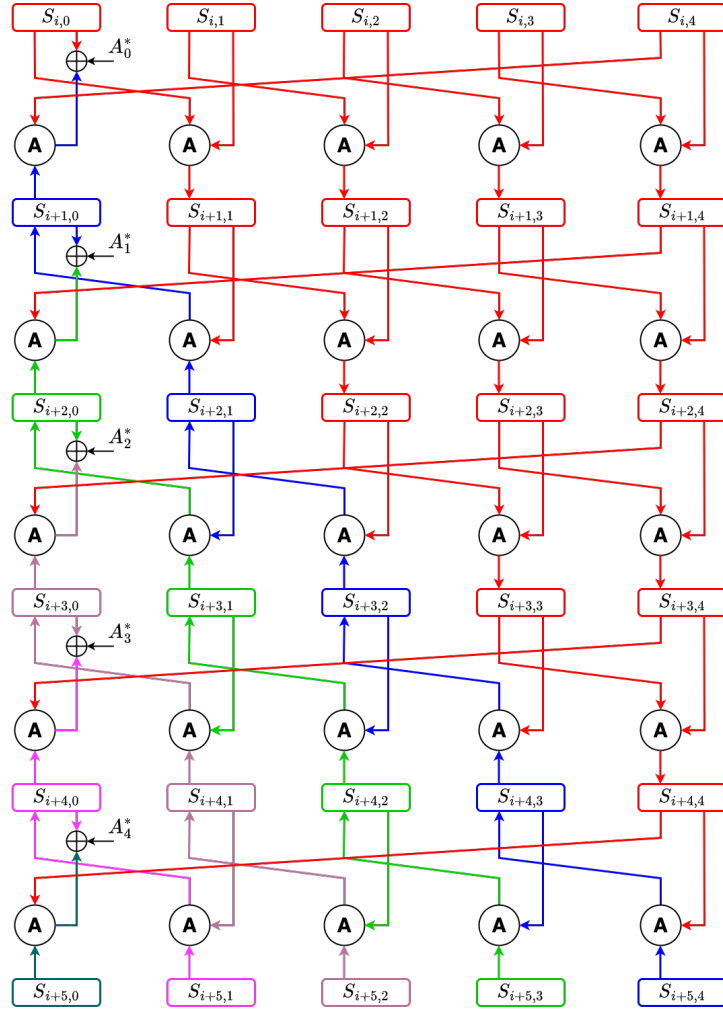 S_{i,0} S_{i,1} S_{i,2} S_{i,3} S_{i,4}
A_0^*
A A A A A
S_{i+1,0} S_{i+1,1} S_{i+1,2} S_{i+1,3} S_{i+1,4}
A_1^*
A A A A A
S_{i+2,0} S_{i+2,1} S_{i+2,2} S_{i+2,3} S_{i+2,4}
A_2^*
A A A A A
S_{i+3,0} S_{i+3,1} S_{i+3,2} S_{i+3,3} S_{i+3,4}
A_3^*
A A A A A
S_{i+4,0} S_{i+4,1} S_{i+4,2} S_{i+4,3} S_{i+4,4}
A_4^*
A A A A A
S_{i+5,0} S_{i+5,1} S_{i+5,2} S_{i+5,3} S_{i+5,4}